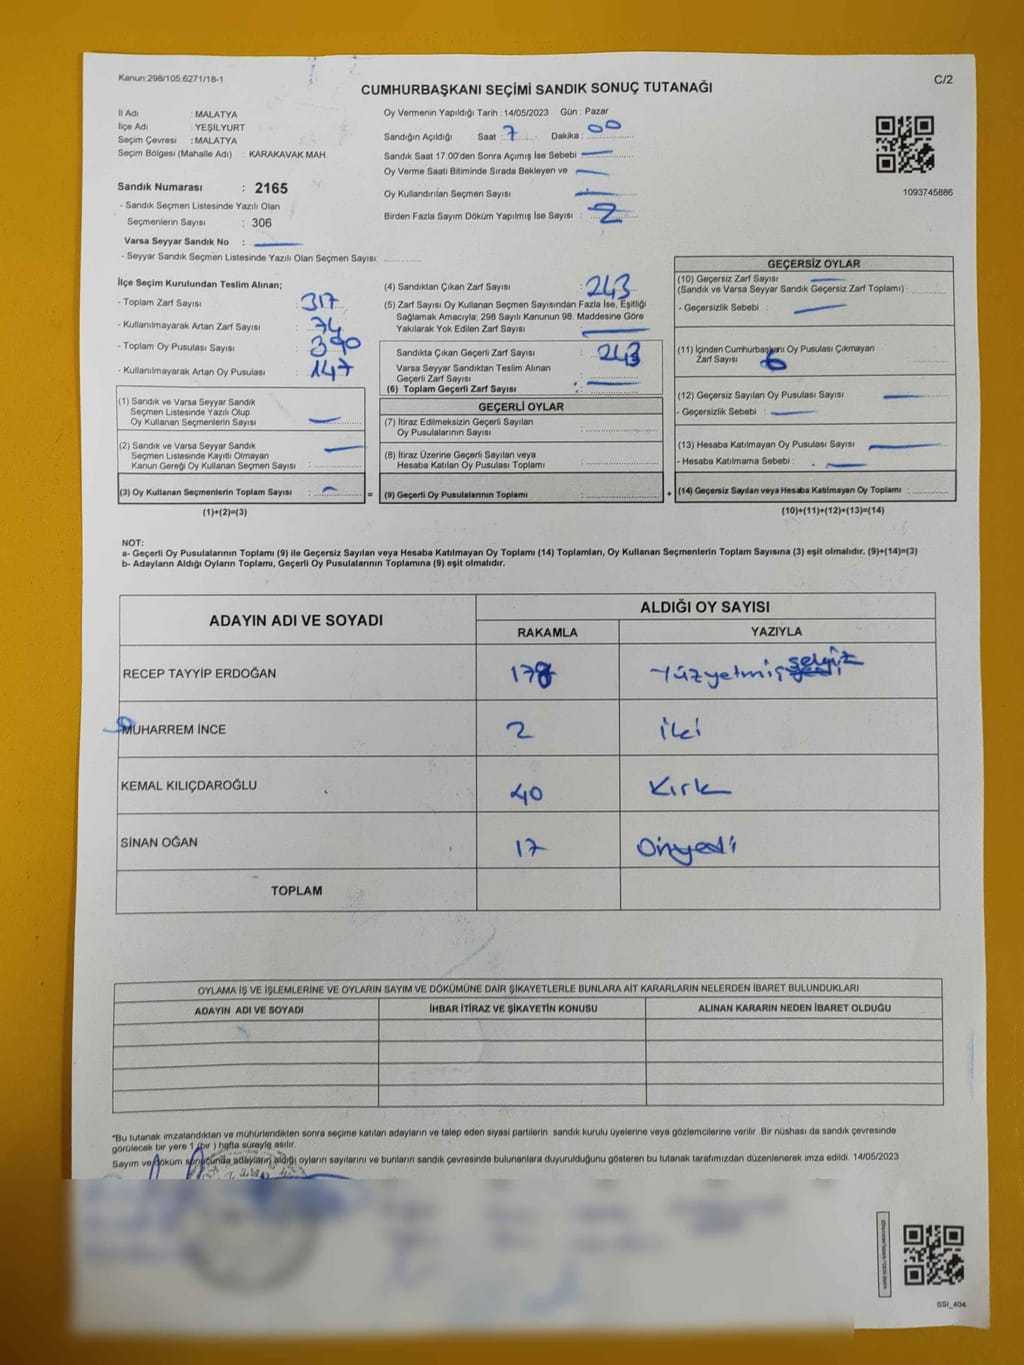 Kanun:298/105,6271/18-1
C/2
CUMHURBAŞKANI SEÇİMİ SANDIK SONUÇ TUTANAĞI
İl Adı : MALATYA
İlçe Adı : YEŞİLYURT
Seçim Çevresi : MALATYA
Seçim Bölgesi (Mahalle Adı) : KARAKAVAK MAH.
Oy Vermenin Yapıldığı Tarih : 14/05/2023 Gün : Pazar
Sandığın Açıldığı Saat : 7 Dakika : 00
Sandık Saat 17:00'den Sonra Açımış İse Sebebi
Oy Verme Saati Bitiminde Sırada Bekleyen ve
Oy Kullandırılan Seçmen Sayısı
Birden Fazla Sayım Döküm Yapılmış İse Sayısı : 2
1093745886
Sandık Numarası : 2165
- Sandık Seçmen Listesinde Yazılı Olan
Seçmenlerin Sayısı : 306
Varsa Seyyar Sandık No :
- Seyyar Sandık Seçmen Listesinde Yazılı Olan Seçmen Sayısı:
İlçe Seçim Kurulundan Teslim Alınan;
- Toplam Zarf Sayısı : 317
- Kullanılmayarak Artan Zarf Sayısı : 74
- Toplam Oy Pusulası Sayısı : 390
- Kullanılmayarak Artan Oy Pusulası : 147
(1) Sandık ve Varsa Seyyar Sandık
Seçmen Listesinde Yazılı Olup
Oy Kullanan Seçmenlerin Sayısı :
(2) Sandık ve Varsa Seyyar Sandık
Seçmen Listesinde Kayıtlı Olmayan
Kanun Gereği Oy Kullanan Seçmen Sayısı :
(3) Oy Kullanan Seçmenlerin Toplam Sayısı :
(1)+(2)=(3)
(4) Sandıktan Çıkan Zarf Sayısı : 243
(5) Zarf Sayısı Oy Kullanan Seçmen Sayısından Fazla İse, Eşitliği
Sağlamak Amacıyla; 298 Sayılı Kanunun 98. Maddesine Göre
Yakılarak Yok Edilen Zarf Sayısı
Sandıkta Çıkan Geçerli Zarf Sayısı : 243
Varsa Seyyar Sandıktan Teslim Alınan
Geçerli Zarf Sayısı
(6) Toplam Geçerli Zarf Sayısı :
GEÇERLİ OYLAR
(7) İtiraz Edilmeksizin Geçerli Sayılan
Oy Pusulalarının Sayısı :
(8) İtiraz Üzerine Geçerli Sayılan veya
Hesaba Katılan Oy Pusulası Toplamı :
= (9) Geçerli Oy Pusulalarının Toplamı :
GEÇERSİZ OYLAR
(10) Geçersiz Zarf Sayısı
(Sandık ve Varsa Seyyar Sandık Geçersiz Zarf Toplamı) :
- Geçersizlik Sebebi :
(11) İçinden Cumhurbaşkanı Oy Pusulası Çıkmayan
Zarf Sayısı : 6
(12) Geçersiz Sayılan Oy Pusulası Sayısı :
- Geçersizlik Sebebi :
(13) Hesaba Katılmayan Oy Pusulası Sayısı :
- Hesaba Katılmama Sebebi :
+ (14) Geçersiz Sayılan veya Hesaba Katılmayan Oy Toplamı :
(10)+(11)+(12)+(13)=(14)
NOT:
a- Geçerli Oy Pusulalarının Toplamı (9) ile Geçersiz Sayılan veya Hesaba Katılmayan Oy Toplamı (14) Toplamları, Oy Kullanan Seçmenlerin Toplam Sayısına (3) eşit olmalıdır. (9)+(14)=(3)
b- Adayların Aldığı Oyların Toplamı, Geçerli Oy Pusulalarının Toplamına (9) eşit olmalıdır.
ADAYIN ADI VE SOYADI
ALDIĞI OY SAYISI
RAKAMLA YAZIYLA
RECEP TAYYİP ERDOĞAN 178 Yüzyetmiş sekiz
MUHARREM İNCE 2 İki
KEMAL KILIÇDAROĞLU 40 Kırk
SİNAN OĞAN 17 Onyedi
TOPLAM
OYLAMA İŞ VE İŞLEMLERİNE VE OYLARIN SAYIM VE DÖKÜMÜNE DAİR ŞİKAYETLERLE BUNLARA AİT KARARLARIN NELERDEN İBARET BULUNDUKLARI
ADAYIN ADI VE SOYADI İHBAR İTİRAZ VE ŞİKAYETİN KONUSU ALINAN KARARIN NEDEN İBARET OLDUĞU
*Bu tutanak imzalandıktan ve mühürlendikten sonra seçime katılan adayların ve talep eden siyasi partilerin sandık kurulu üyelerine veya gözlemcilerine verilir .Bir nüshası da sandık çevresinde
görülecek bir yere 1 (bir ) hafta süreyle asılır.
Sayım ve döküm sonucunda adayların aldığı oyların sayılarını ve bunların sandık çevresinde bulunanlara duyurulduğunu gösteren bu tutanak tarafımızdan düzenlenerek imza edildi. 14/05/2023
SSI_404